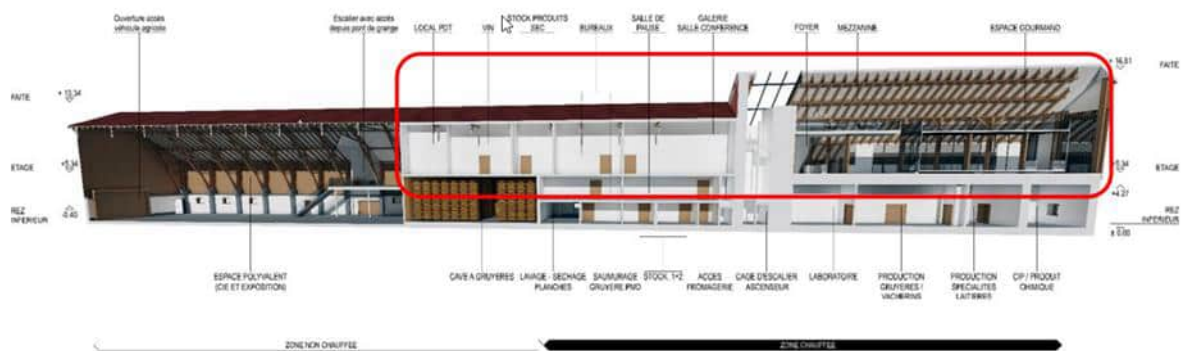 Ouverture accès
véhicule agricole
Escalier avec accès
depuis pont de grange
LOCAL PDT
VIN
STOCK PRODUITS
SEC
BUREAUX
SALLE DE
PAUSE
GALERIE
SALLE CONFERENCE
FOYER
MEZZANINE
ESPACE GOURMAND
+ 16.51
FAITE
+ 13.34
FAITE
ETAGE
+5.34
ETAGE
+4.27
REZ
INFERIEUR
-0.40
REZ
INFERIEUR
± 0.00
ESPACE POLYVALENT
(CIE ET EXPOSITION)
CAVE A GRUYERES
LAVAGE - SECHAGE
PLANCHES
SAUMURAGE
GRUYERE
STOCK. 1+2
ACCES
FROMAGERIE
CAGE D'ESCALIER
ASCENSEUR
LABORATOIRE
PRODUCTION
GRUYERES /
VACHERINS
PRODUCTION
SPECIALITES
LAITIERES
CIP / PRODUIT
CHIMIQUE
ZONE NON CHAUFFEE
ZONE CHAUFFEE